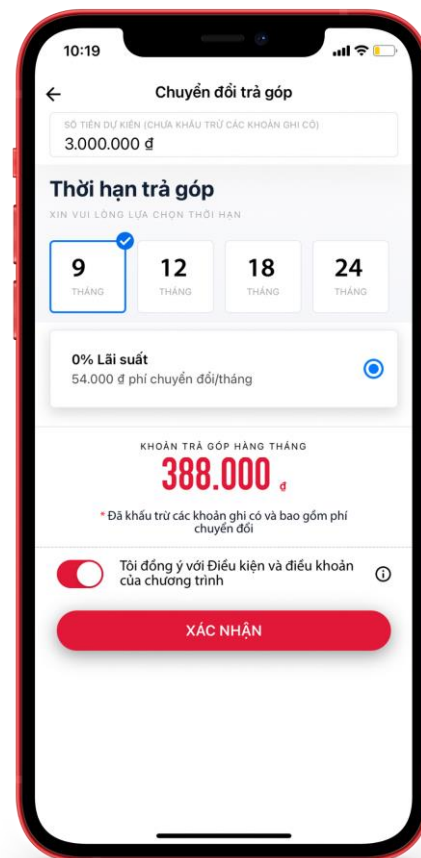 10:19
Chuyển đổi trả góp
SỐ TIỀN DỰ KIẾN (CHƯA KHẤU TRỪ CÁC KHOẢN GHI CÓ)
3.000.000 ₫
Thời hạn trả góp
XIN VUI LÒNG LỰA CHỌN THỜI HẠN
9 12 18 24
THÁNG THÁNG THÁNG THÁNG
0% Lãi suất
54.000 ₫ phí chuyển đổi/tháng
KHOẢN TRẢ GÓP HÀNG THÁNG
388.000 ₫
* Đã khấu trừ các khoản ghi có và bao gồm phí
chuyển đổi
Tôi đồng ý với Điều kiện và điều khoản
của chương trình
XÁC NHẬN